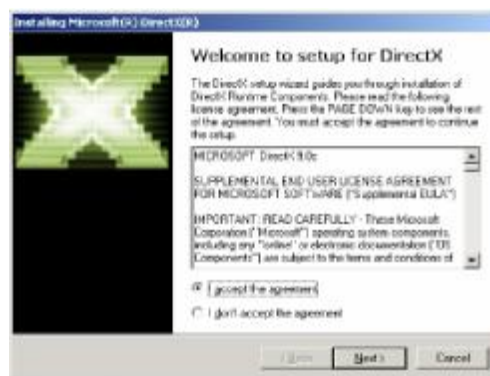 Installing Microsoft(R) DirectX(R)
Welcome to setup for DirectX
The DirectX setup wizard guides you through installation of
DirectX Runtime Components. Please read the following
license agreement. Press the PAGE DOWN key to see the rest
of the agreement. You must accept the agreement to continue
the setup.
MICROSOFT DirectX 9.0c
SUPPLEMENTAL END USER LICENSE AGREEMENT
FOR MICROSOFT SOFTWARE ("Supplemental EULA")
IMPORTANT: READ CAREFULLY - These Microsoft
Corporation ("Microsoft") operating system components,
including any "online" or electronic documentation ("OS
Components") are subject to the terms and conditions of
I accept the agreement
I don't accept the agreement
< Back
Next >
Cancel